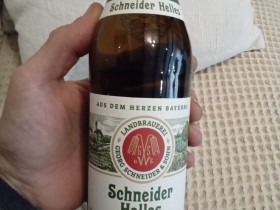 Schneider Helles
AUS DEM HERZEN BAYERNS
LANDBRAUEREI
GEORG SCHNEIDER & SOHN
Schneider
Helles